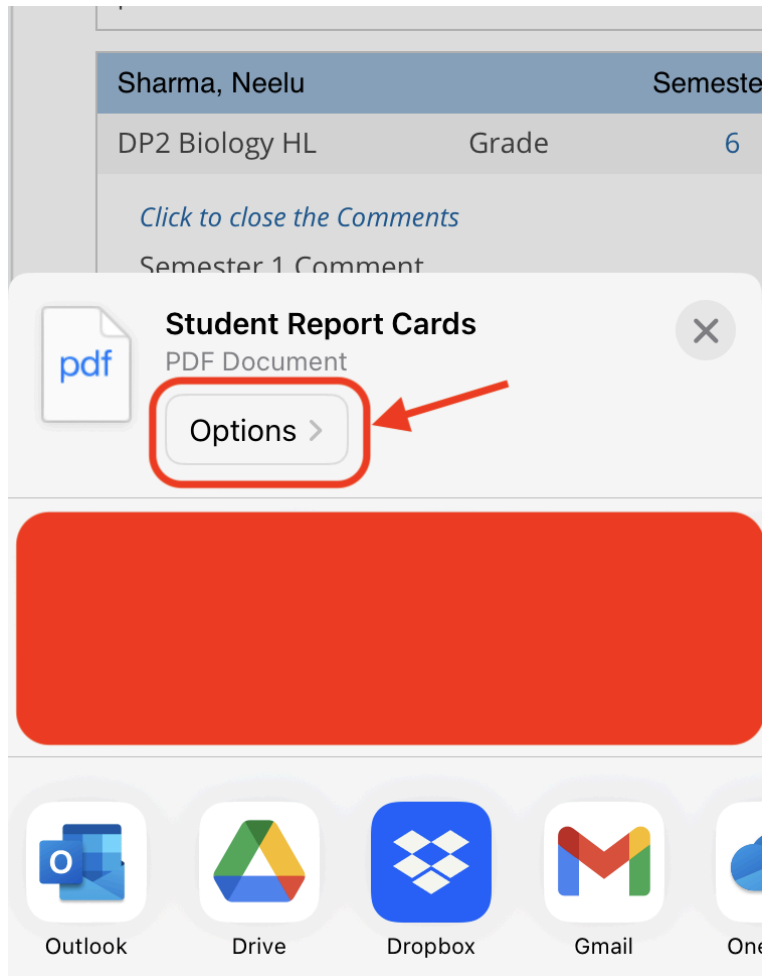 Sharma, Neelu Semeste
DP2 Biology HL Grade 6
Click to close the Comments
Semester 1 Comment
pdf
Student Report Cards
PDF Document
Options
Outlook Drive Dropbox Gmail One